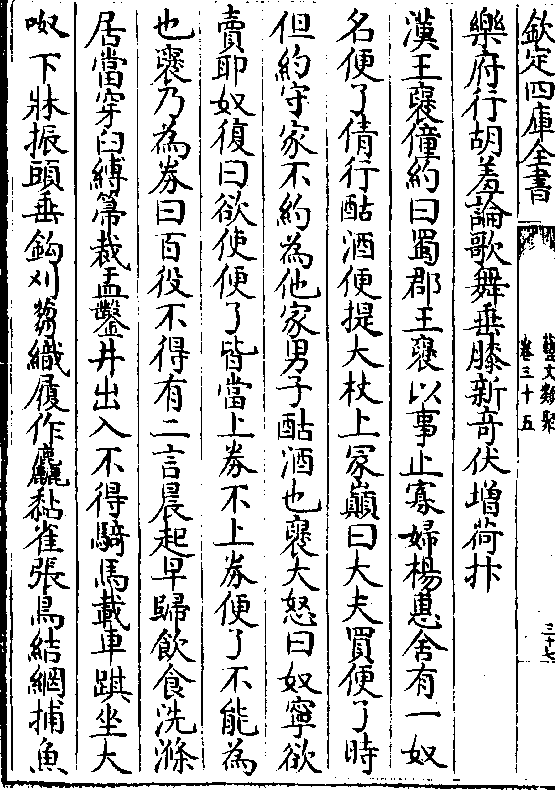 欽定四庫全書
藝文類聚
卷三十五
三十七
樂府行胡羞論歌舞垂膝新竒伏增荷抃
漢王襃僮約曰蜀郡王襃以事止寡婦楊惠舍有一奴
名便了倩行酤酒便提大杖上冢巔曰大夫買便了時
但約守家不約為他家男子酤酒也襃大怒曰奴寧欲
賣耶奴復曰欲使便了皆當上券不上券便了不能為
也襃乃為券曰百役不得有二言晨起早歸飲食洗滌
居當穿臼縛箒裁盂鑿井出入不得騎馬載車踑坐大
呶下牀振頭垂鈎刈芻織履作麤黏雀張鳥結網捕魚